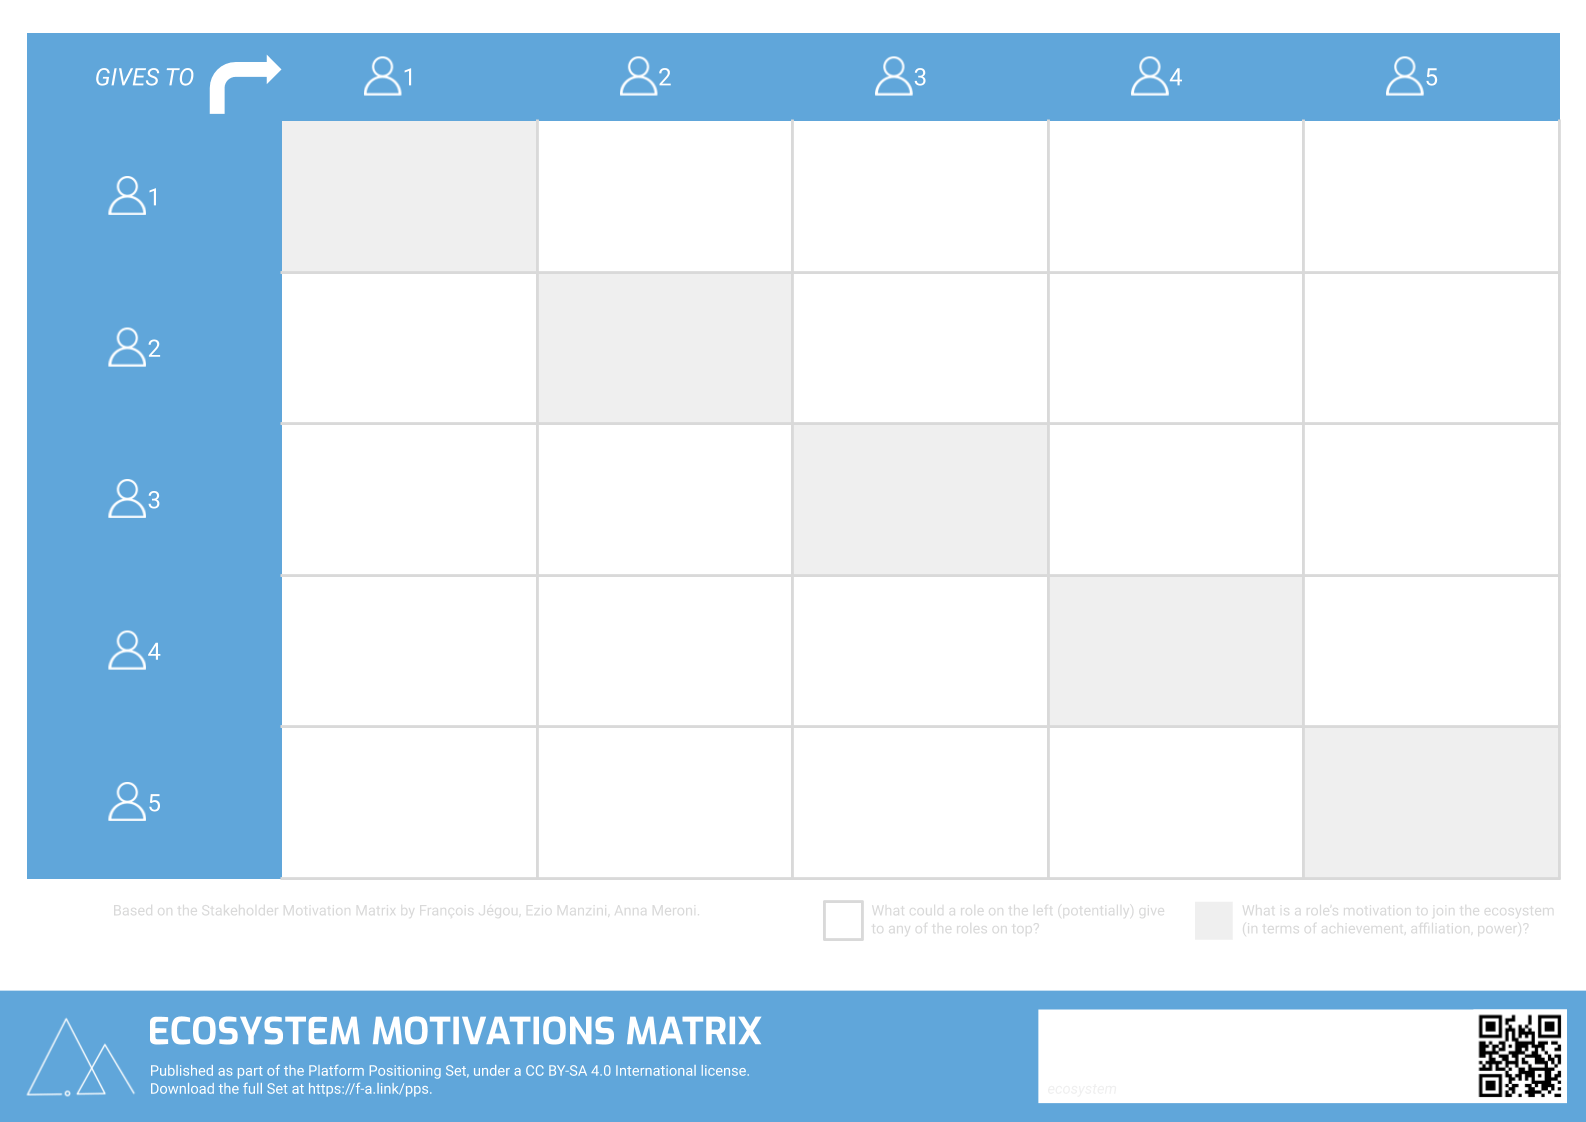 GIVES TO
1
2
3
4
5
1
2
3
4
5
Based on the Stakeholder Motivation Matrix by François Jégou, Ezio Manzini, Anna Meroni.
What could a role on the left (potentially) give
to any of the roles on top?
What is a role's motivation to join the ecosystem
(in terms of achievement, affiliation, power)?
ECOSYSTEM MOTIVATIONS MATRIX
Published as part of the Platform Positioning Set, under a CC BY-SA 4.0 International license.
Download the full Set at https://f-a.link/pps.
ecosystem